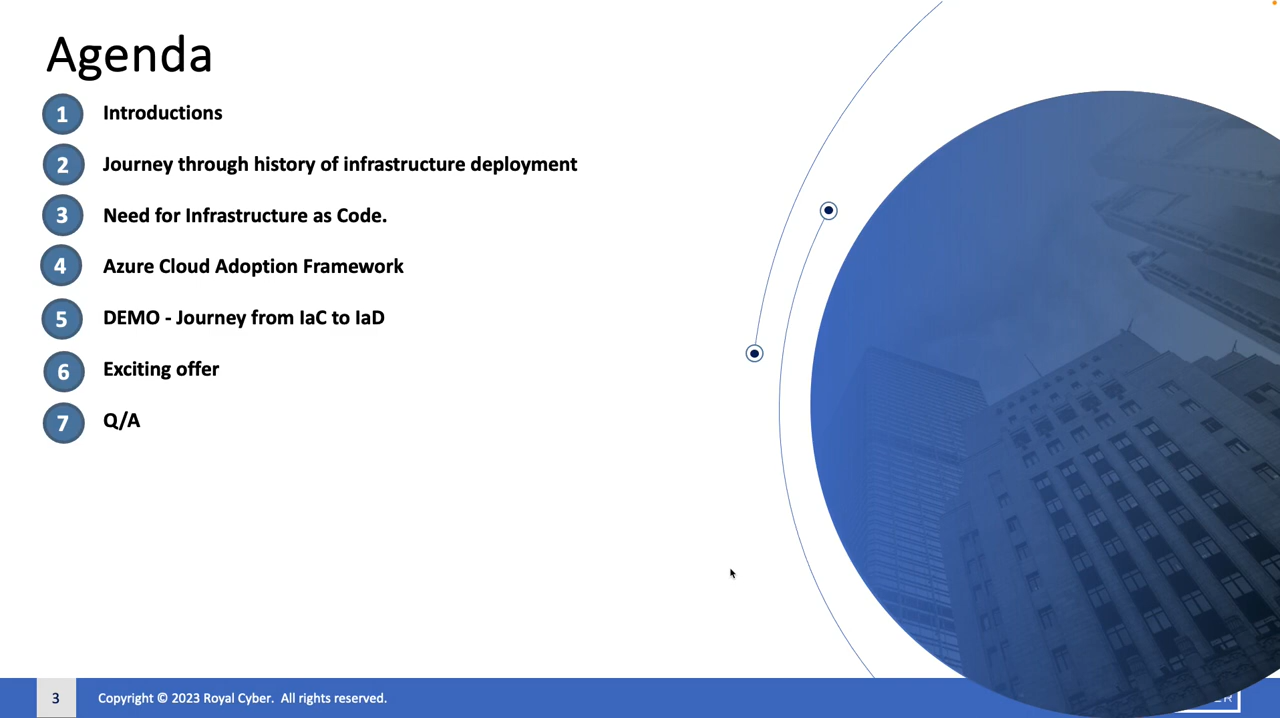 Agenda
1 Introductions
2 Journey through history of infrastructure deployment
3 Need for Infrastructure as Code.
4 Azure Cloud Adoption Framework
5 DEMO - Journey from IaC to IaD
6 Exciting offer
7 Q/A
3 Copyright © 2023 Royal Cyber. All rights reserved.